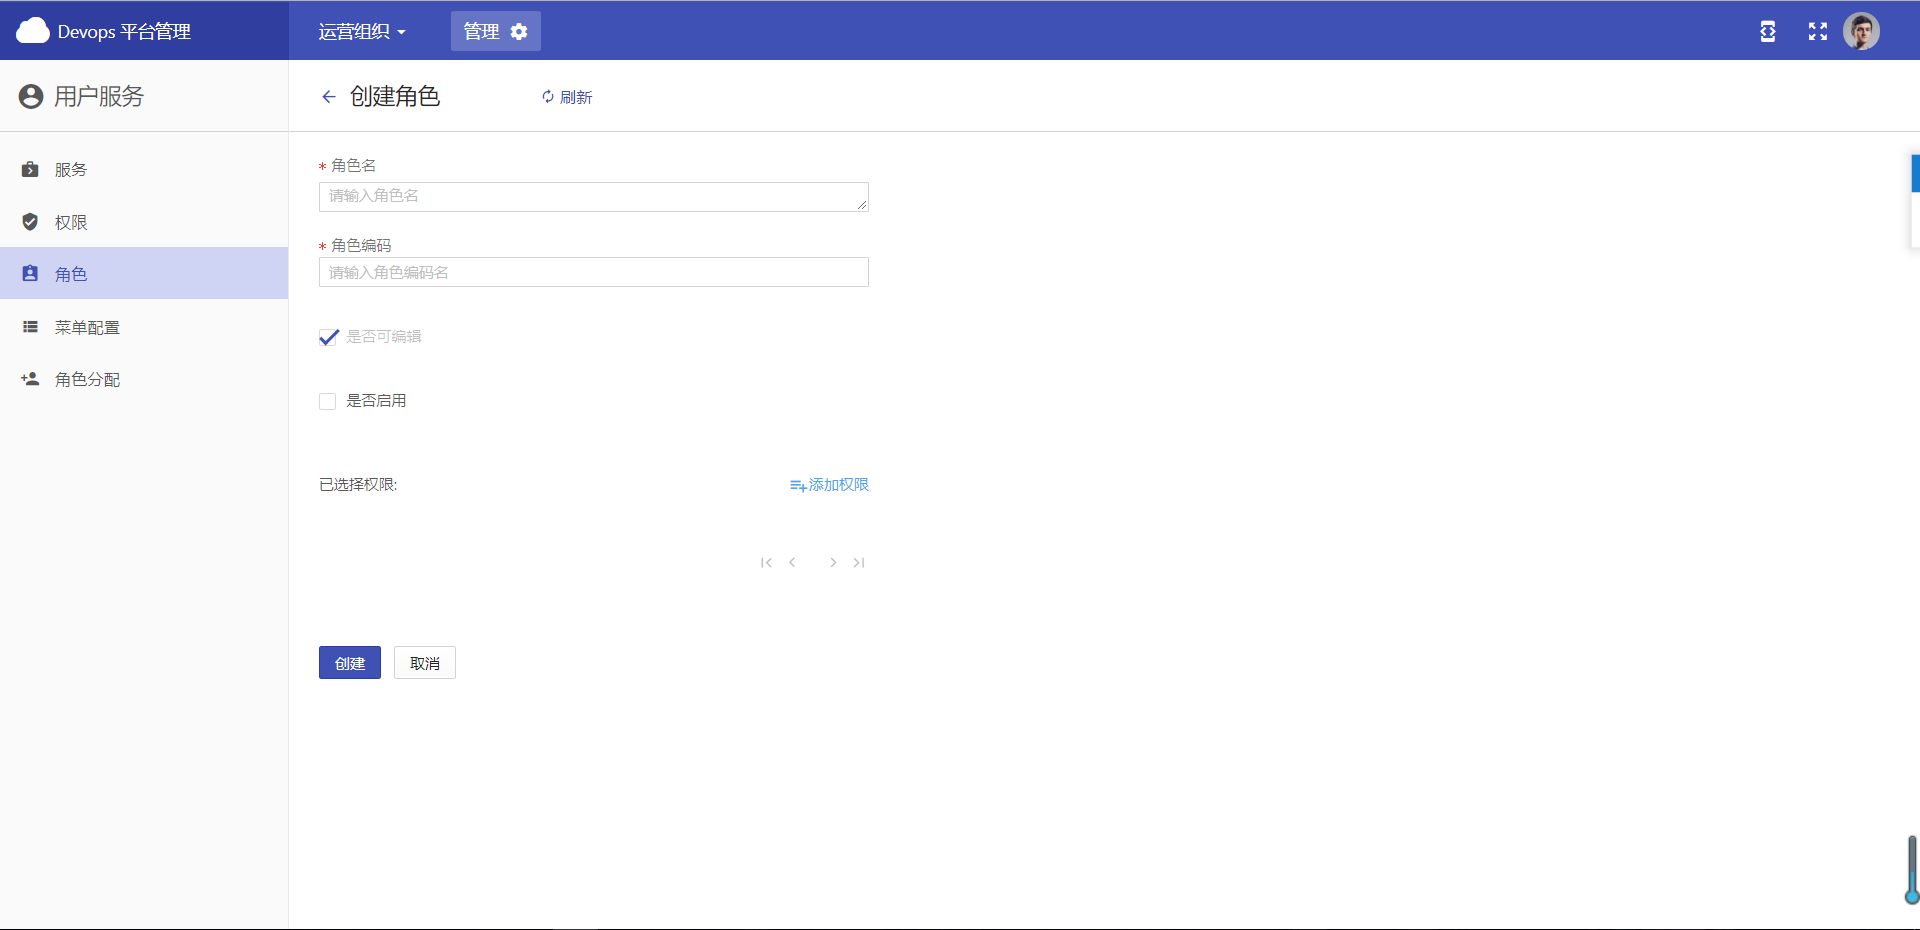 Devops 平台管理
运营组织
管理
用户服务
创建角色
刷新
服务
权限
角色
菜单配置
角色分配
* 角色名
请输入角色名
* 角色编码
请输入角色编码名
是否可编辑
是否启用
已选择权限:
添加权限
创建
取消